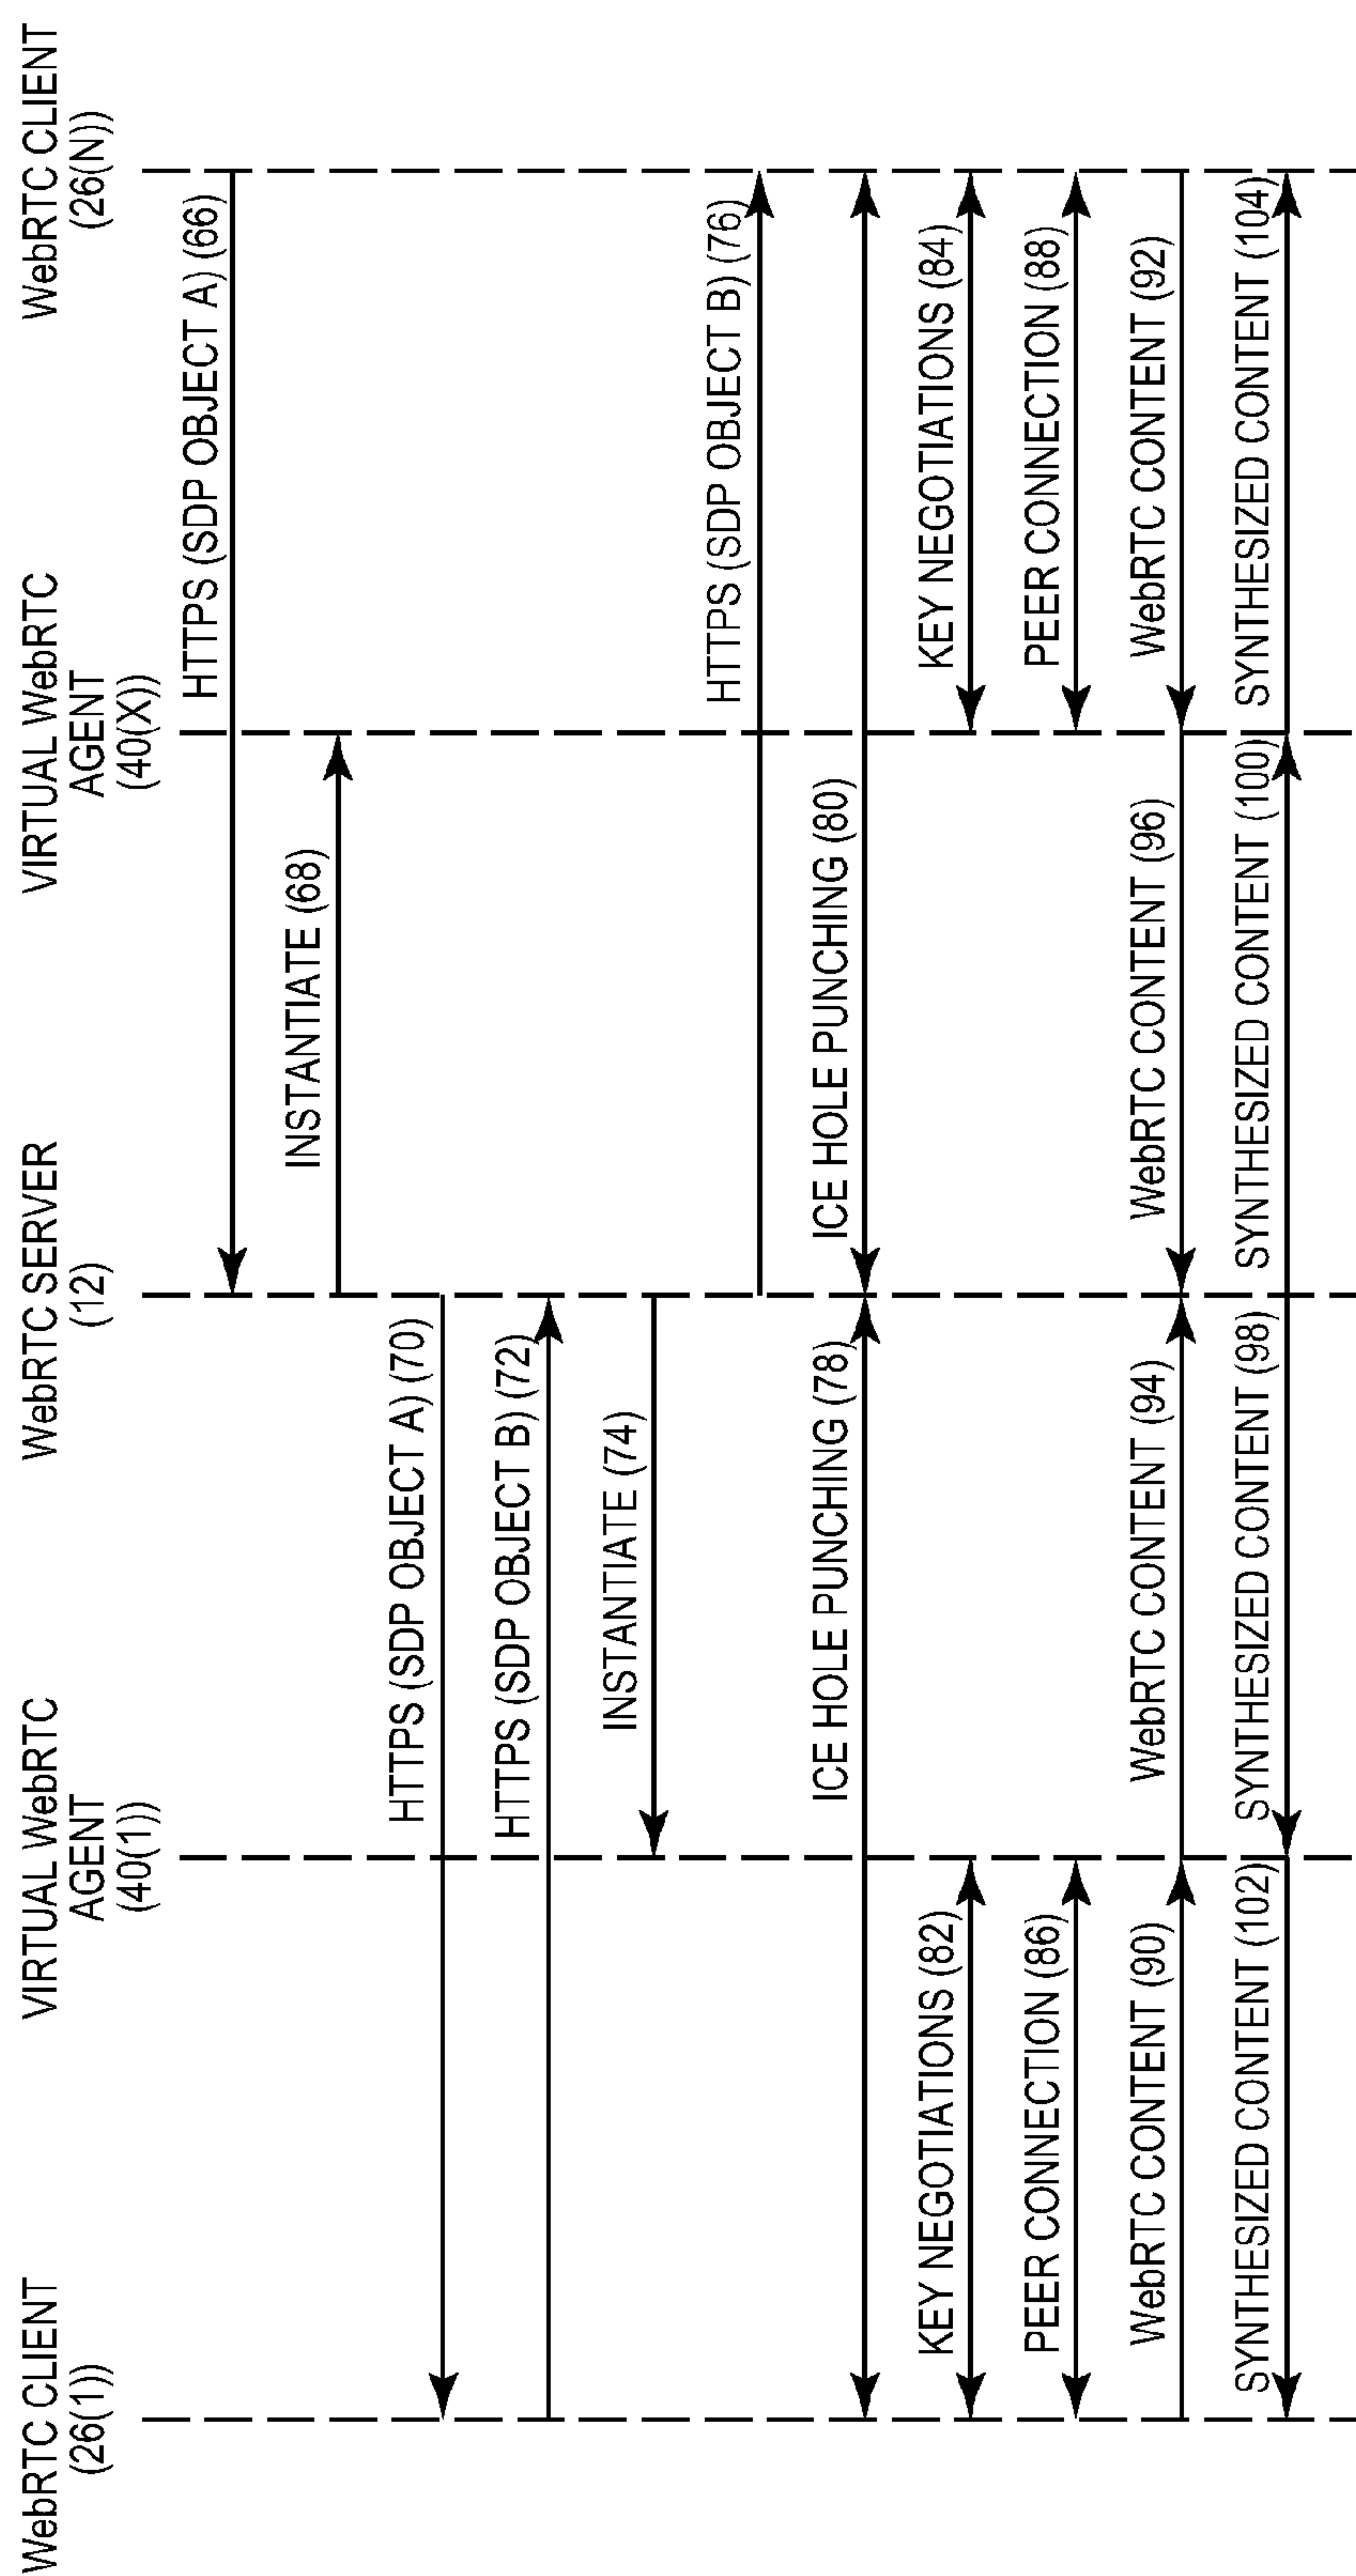 WebRTC CLIENT
(26(1))
VIRTUAL WebRTC
AGENT
(40(1))
WebRTC SERVER
(12)
VIRTUAL WebRTC
AGENT
(40(X))
WebRTC CLIENT
(26(N))
HTTPS (SDP OBJECT A) (66)
INSTANTIATE (68)
HTTPS (SDP OBJECT A) (70)
HTTPS (SDP OBJECT B) (72)
INSTANTIATE (74)
HTTPS (SDP OBJECT B) (76)
ICE HOLE PUNCHING (78)
ICE HOLE PUNCHING (80)
KEY NEGOTIATIONS (82)
KEY NEGOTIATIONS (84)
PEER CONNECTION (86)
PEER CONNECTION (88)
WebRTC CONTENT (90)
WebRTC CONTENT (94)
WebRTC CONTENT (96)
WebRTC CONTENT (92)
SYNTHESIZED CONTENT (102)
SYNTHESIZED CONTENT (98)
SYNTHESIZED CONTENT (100)
SYNTHESIZED CONTENT (104)